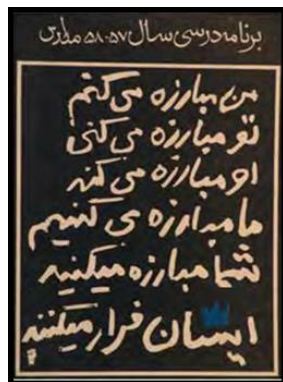 برنامه درسی سال ۵۷-۵۸ مدارس
من مبارزه می کنم
تو مبارزه می کنی
او مبارزه می کند
ما مبارزه می کنیم
شما مبارزه میکنید
ایشان فرار میکنند